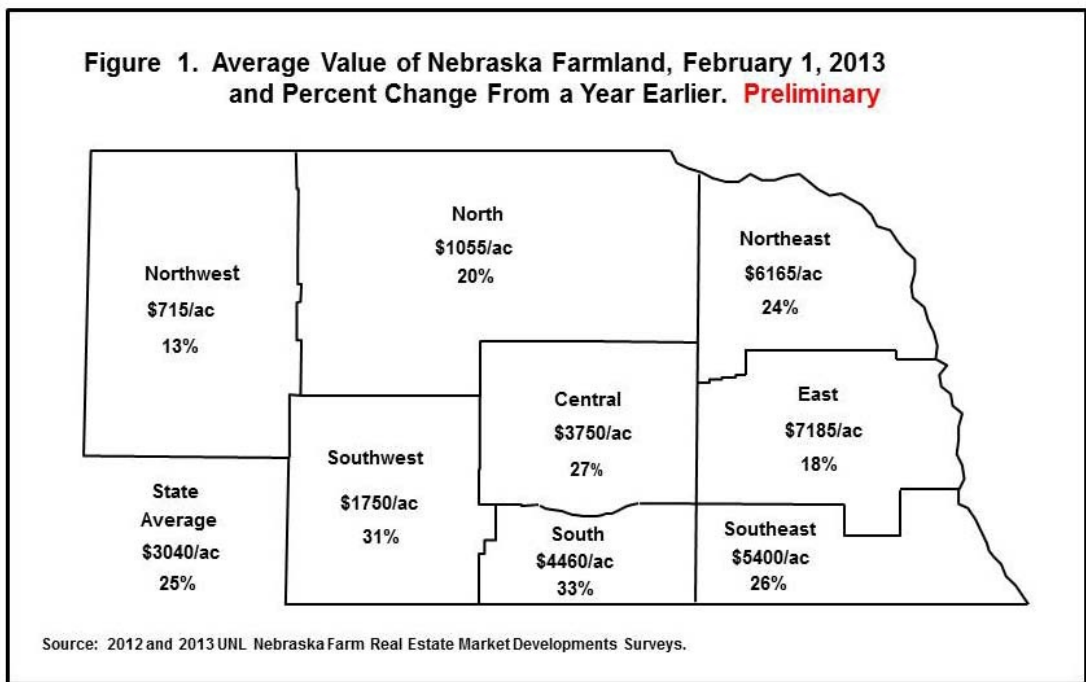 Figure 1. Average Value of Nebraska Farmland, February 1, 2013
and Percent Change From a Year Earlier. Preliminary
North
$1055/ac
20%
Northeast
$6165/ac
24%
Northwest
$715/ac
13%
Central
$3750/ac
27%
East
$7185/ac
18%
Southwest
$1750/ac
31%
State
Average
$3040/ac
25%
South
$4460/ac
33%
Southeast
$5400/ac
26%
Source: 2012 and 2013 UNL Nebraska Farm Real Estate Market Developments Surveys.